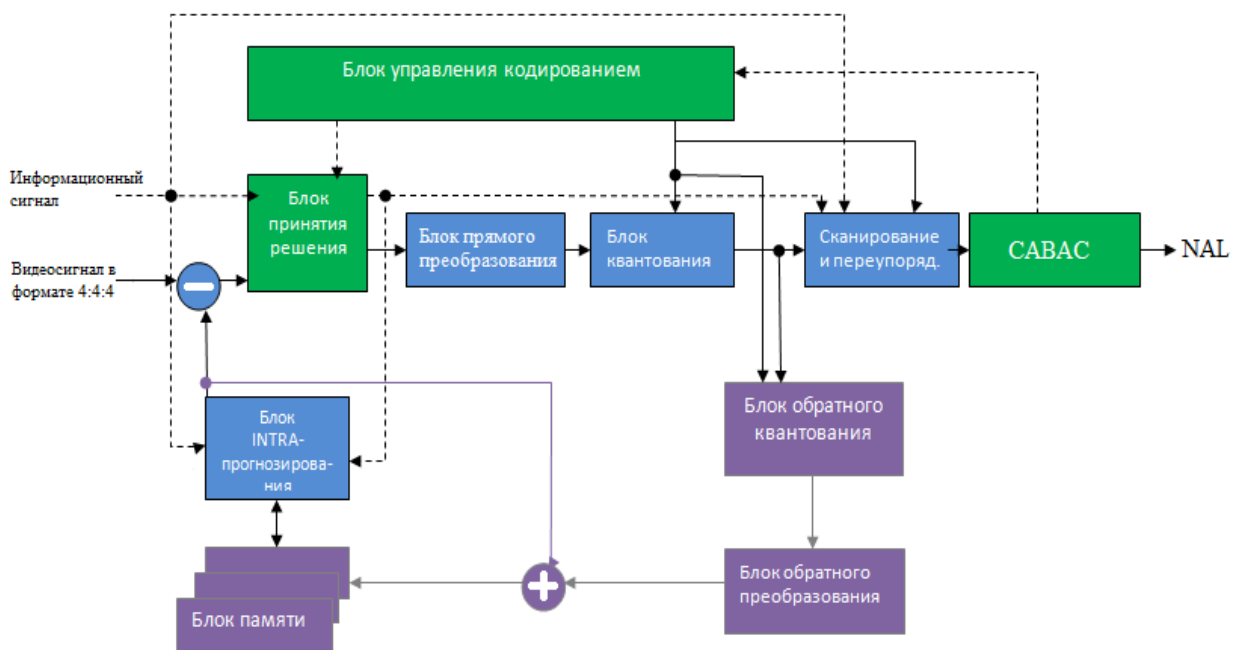 Блок управления кодированием
Информационный
сигнал
Блок
принятия
решения
Блок прямого
преобразования
Блок
квантования
Сканирование
и переупоряд.
CABAC
NAL
Видеосигнал в
формате 4:4:4
Блок
INTRA-
прогнозирова-
ния
Блок обратного
квантования
Блок обратного
преобразования
Блок памяти